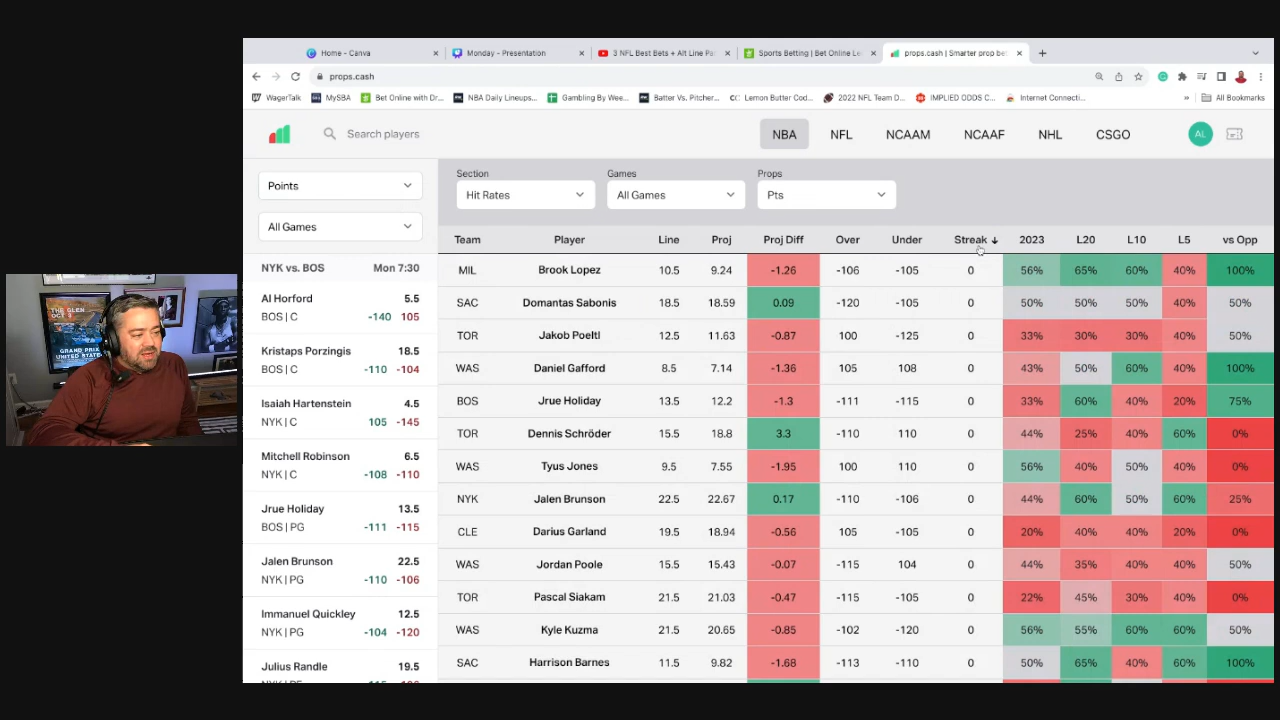 Home - Canva
Monday - Presentation
3 NFL Best Bets + Alt Line Pa
Sports Betting | Bet Online Le
props.cash | Smarter prop be
props.cash
WagerTalk
MySBA
Bet Online with Dr...
NBA Daily Lineups...
Gambling By Wee...
Batter Vs. Pitcher...
Lemon Butter Cod...
2022 NFL Team D...
IMPLIED ODDS C...
Internet Connecti...
»
All Bookmarks
Search players
NBA NFL NCAAM NCAAF NHL CSGO
AL
Points
All Games
NYK vs. BOS Mon 7:30
Al Horford 5.5
BOS | C -140 105
Kristaps Porzingis 18.5
BOS | C -110 -104
Isaiah Hartenstein 4.5
NYK | C 105 -145
Mitchell Robinson 6.5
NYK | C -108 -110
Jrue Holiday 13.5
BOS | PG -111 -115
Jalen Brunson 22.5
NYK | PG -110 -106
Immanuel Quickley 12.5
NYK | PG -104 -120
Julius Randle 19.5
Section Games Props
Hit Rates All Games Pts
Team Player Line Proj Proj Diff Over Under Streak ↓ 2023 L20 L10 L5 vs Opp
MIL Brook Lopez 10.5 9.24 -1.26 -106 -105 0 56% 65% 60% 40% 100%
SAC Domantas Sabonis 18.5 18.59 0.09 -120 -105 0 50% 50% 50% 40% 50%
TOR Jakob Poeltl 12.5 11.63 -0.87 100 -125 0 33% 30% 30% 40% 50%
WAS Daniel Gafford 8.5 7.14 -1.36 105 108 0 43% 50% 60% 40% 100%
BOS Jrue Holiday 13.5 12.2 -1.3 -111 -115 0 33% 60% 40% 20% 75%
TOR Dennis Schröder 15.5 18.8 3.3 -110 110 0 44% 25% 40% 60% 0%
WAS Tyus Jones 9.5 7.55 -1.95 100 110 0 56% 40% 50% 40% 0%
NYK Jalen Brunson 22.5 22.67 0.17 -110 -106 0 44% 60% 50% 60% 25%
CLE Darius Garland 19.5 18.94 -0.56 105 -105 0 20% 40% 40% 20% 0%
WAS Jordan Poole 15.5 15.43 -0.07 -115 104 0 44% 35% 40% 40% 50%
TOR Pascal Siakam 21.5 21.03 -0.47 -115 -105 0 22% 45% 30% 40% 0%
WAS Kyle Kuzma 21.5 20.65 -0.85 -102 -120 0 56% 55% 60% 60% 50%
SAC Harrison Barnes 11.5 9.82 -1.68 -113 -110 0 50% 65% 40% 60% 100%
THE GLEN
GRAND PRIX
UNITED STATES